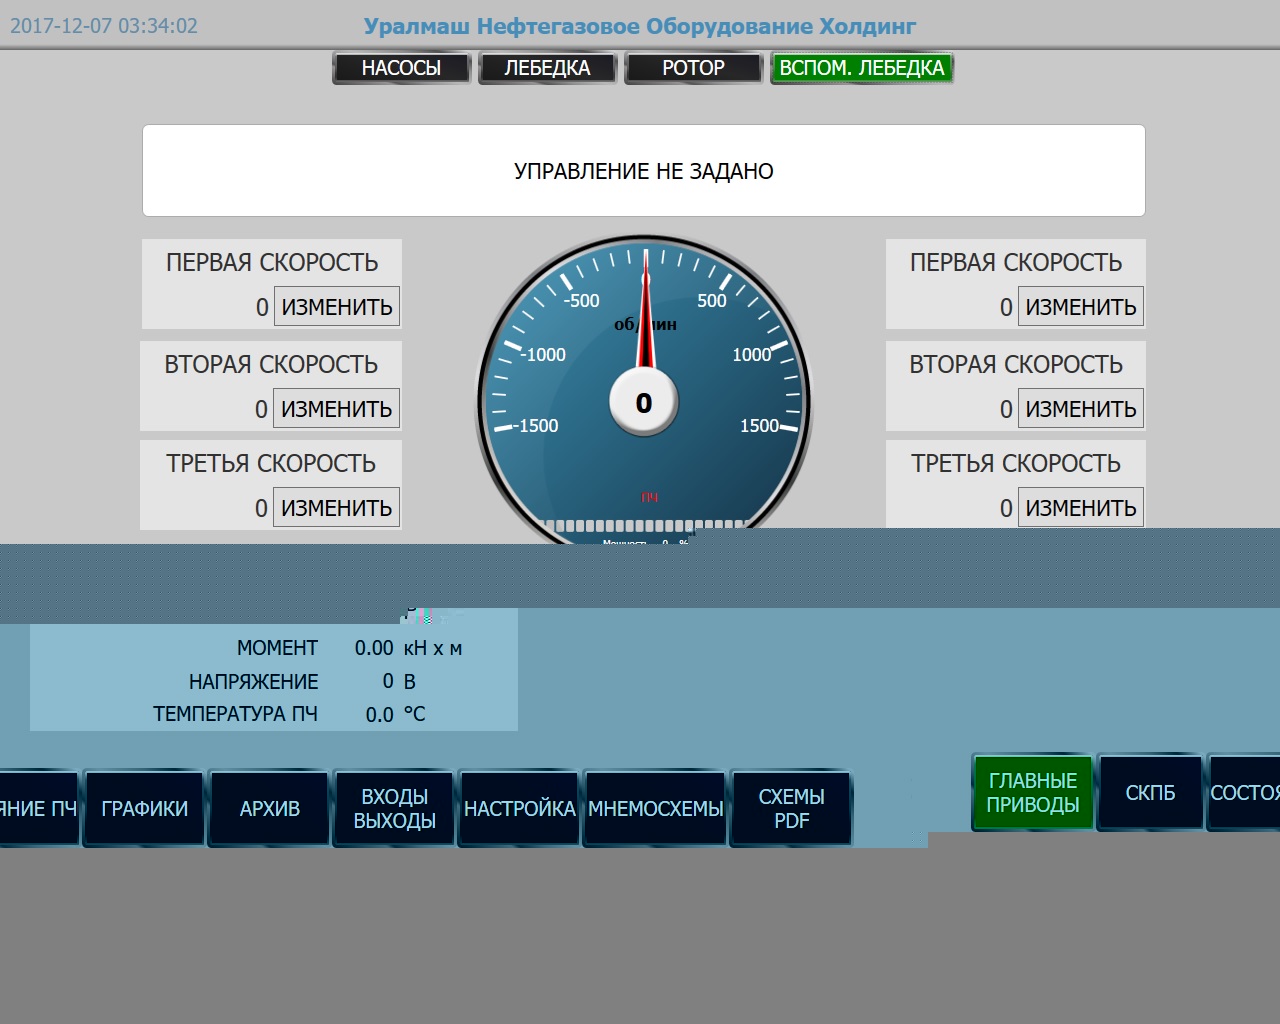 2017-12-07 03:34:02
Уралмаш Нефтегазовое Оборудование Холдинг
НАСОСЫ ЛЕБЕДКА РОТОР ВСПОМ. ЛЕБЕДКА
УПРАВЛЕНИЕ НЕ ЗАДАНО
ПЕРВАЯ СКОРОСТЬ
0 ИЗМЕНИТЬ
ВТОРАЯ СКОРОСТЬ
0 ИЗМЕНИТЬ
ТРЕТЬЯ СКОРОСТЬ
0 ИЗМЕНИТЬ
0
-500 500
об/мин
-1000 1000
0
-1500 1500
ПЧ
Мощность 0 %
ПЕРВАЯ СКОРОСТЬ
0 ИЗМЕНИТЬ
ВТОРАЯ СКОРОСТЬ
0 ИЗМЕНИТЬ
ТРЕТЬЯ СКОРОСТЬ
0 ИЗМЕНИТЬ
МОМЕНТ 0.00 кН х м
НАПРЯЖЕНИЕ 0 В
ТЕМПЕРАТУРА ПЧ 0.0 °C
ЯНИЕ ПЧ
ГРАФИКИ
АРХИВ
ВХОДЫ
ВЫХОДЫ
НАСТРОЙКА
МНЕМОСХЕМЫ
СХЕМЫ
PDF
ГЛАВНЫЕ
ПРИВОДЫ
СКПБ
СОСТОЯ